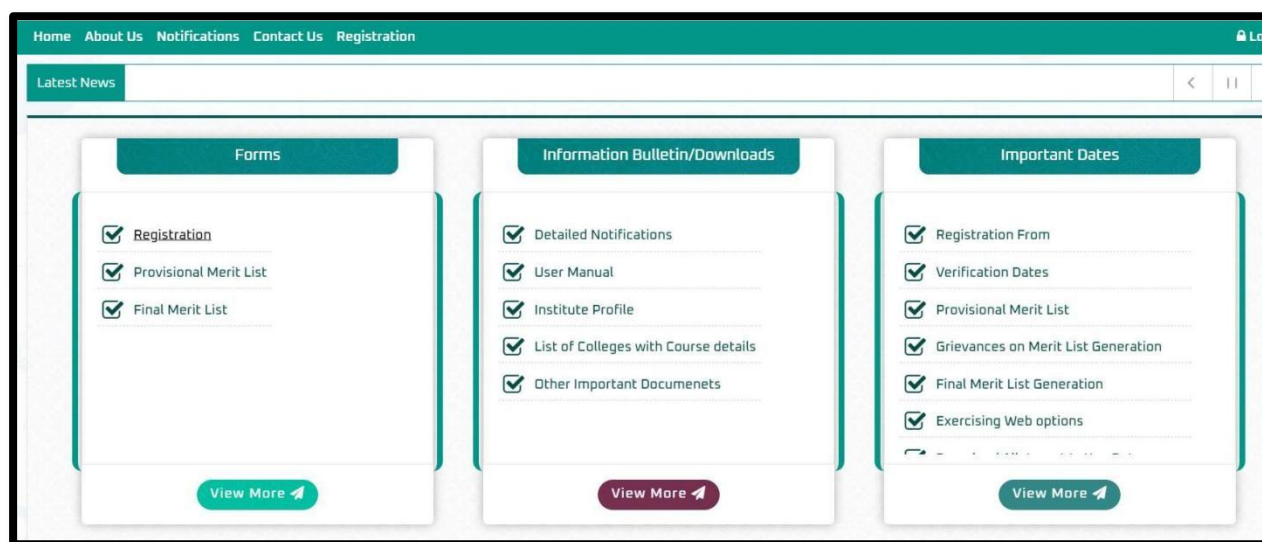 Home About Us Notifications Contact Us Registration
Latest News
Forms
Registration
Provisional Merit List
Final Merit List
View More
Information Bulletin/Downloads
Detailed Notifications
User Manual
Institute Profile
List of Colleges with Course details
Other Important Documenets
View More
Important Dates
Registration From
Verification Dates
Provisional Merit List
Grievances on Merit List Generation
Final Merit List Generation
Exercising Web options
View More